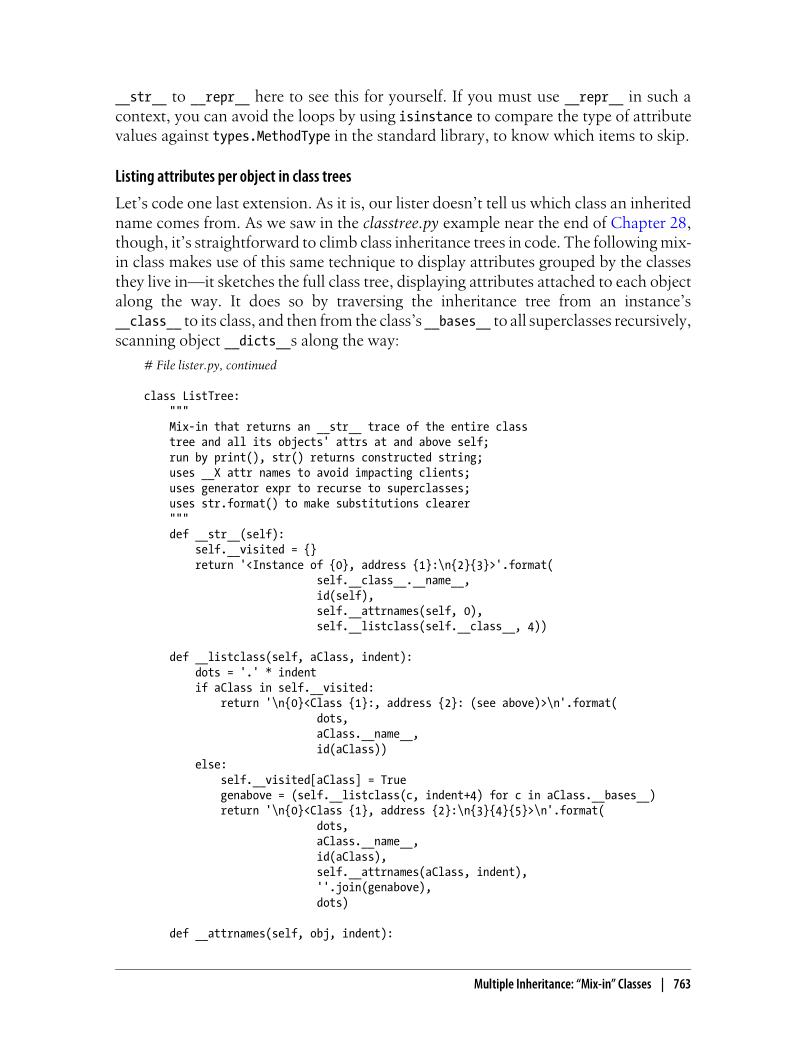 __str__ to __repr__ here to see this for yourself. If you must use __repr__ in such a
context, you can avoid the loops by using isinstance to compare the type of attribute
values against types.MethodType in the standard library, to know which items to skip.
Listing attributes per object in class trees
Let’s code one last extension. As it is, our lister doesn’t tell us which class an inherited
name comes from. As we saw in the classtree.py example near the end of Chapter 28,
though, it’s straightforward to climb class inheritance trees in code. The following mix-
in class makes use of this same technique to display attributes grouped by the classes
they live in—it sketches the full class tree, displaying attributes attached to each object
along the way. It does so by traversing the inheritance tree from an instance’s
__class__ to its class, and then from the class’s __bases__ to all superclasses recursively,
scanning object __dicts__s along the way:
# File lister.py, continued
class ListTree:
    """
    Mix-in that returns an __str__ trace of the entire class
    tree and all its objects' attrs at and above self;
    run by print(), str() returns constructed string;
    uses __X attr names to avoid impacting clients;
    uses generator expr to recurse to superclasses;
    uses str.format() to make substitutions clearer
    """
    def __str__(self):
        self.__visited = {}
        return '<Instance of {0}, address {1}:\n{2}{3}>'.format(
                           self.__class__.__name__,
                           id(self),
                           self.__attrnames(self, 0),
                           self.__listclass(self.__class__, 4))
    def __listclass(self, aClass, indent):
        dots = '.' * indent
        if aClass in self.__visited:
            return '\n{0}<Class {1}:, address {2}: (see above)>\n'.format(
                           dots,
                           aClass.__name__,
                           id(aClass))
        else:
            self.__visited[aClass] = True
            genabove = (self.__listclass(c, indent+4) for c in aClass.__bases__)
            return '\n{0}<Class {1}, address {2}:\n{3}{4}{5}>\n'.format(
                           dots,
                           aClass.__name__,
                           id(aClass),
                           self.__attrnames(aClass, indent),
                           ''.join(genabove),
                           dots)
    def __attrnames(self, obj, indent):
Multiple Inheritance: “Mix-in” Classes | 763